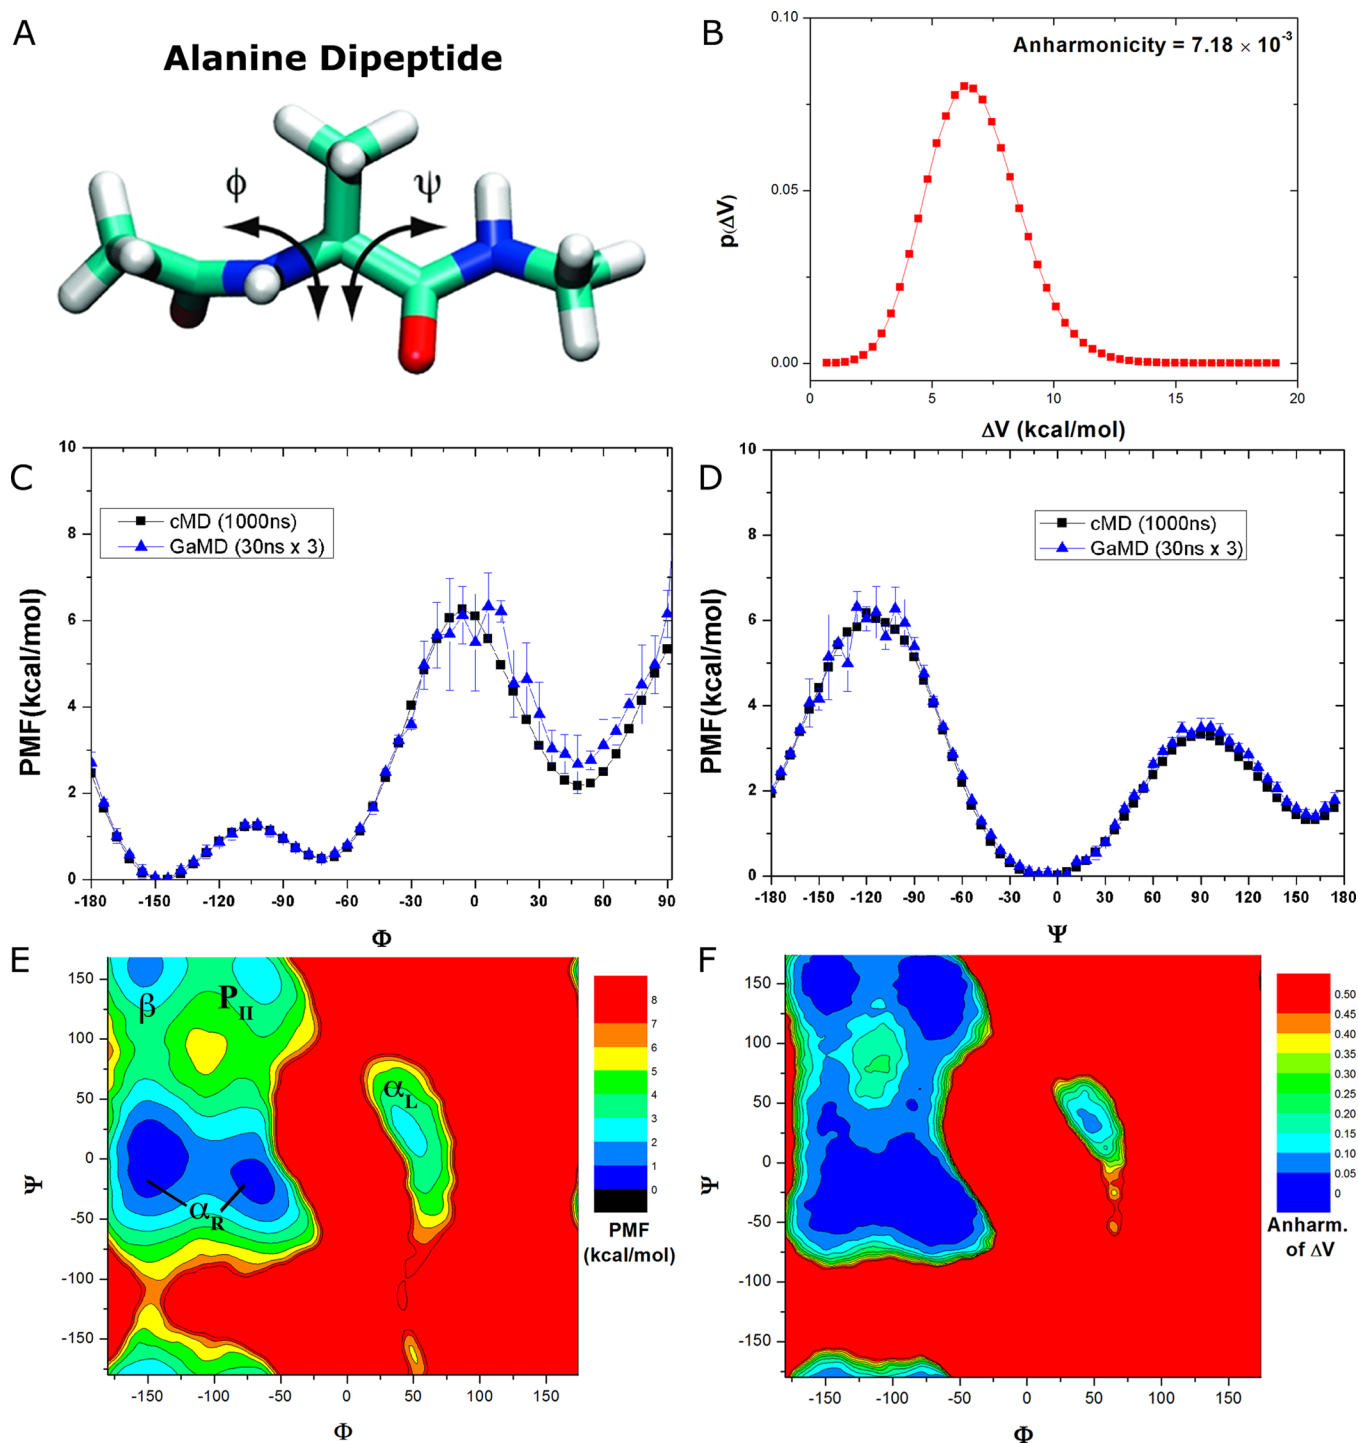 A
Alanine Dipeptide
ϕ
ψ
B
Anharmonicity = 7.18 × 10⁻³
0.10
0.05
0.00
p(ΔV)
0 5 10 15 20
ΔV (kcal/mol)
C
10
8
6
4
2
0
PMF(kcal/mol)
cMD (1000ns)
GaMD (30ns x 3)
-180 -150 -120 -90 -60 -30 0 30 60 90
Φ
D
10
8
6
4
2
0
PMF(kcal/mol)
cMD (1000ns)
GaMD (30ns x 3)
-180 -150 -120 -90 -60 -30 0 30 60 90 120 150 180
Ψ
E
150
100
50
0
-50
-100
-150
Ψ
β
P_II
α_L
α_R
-150 -100 -50 0 50 100 150
Φ
8
7
6
5
4
3
2
1
0
PMF
(kcal/mol)
F
150
100
50
0
-50
-100
-150
Ψ
-150 -100 -50 0 50 100 150
Φ
0.50
0.40
0.35
0.30
0.25
0.20
0.15
0.10
0.05
0
Anharm.
of ΔV